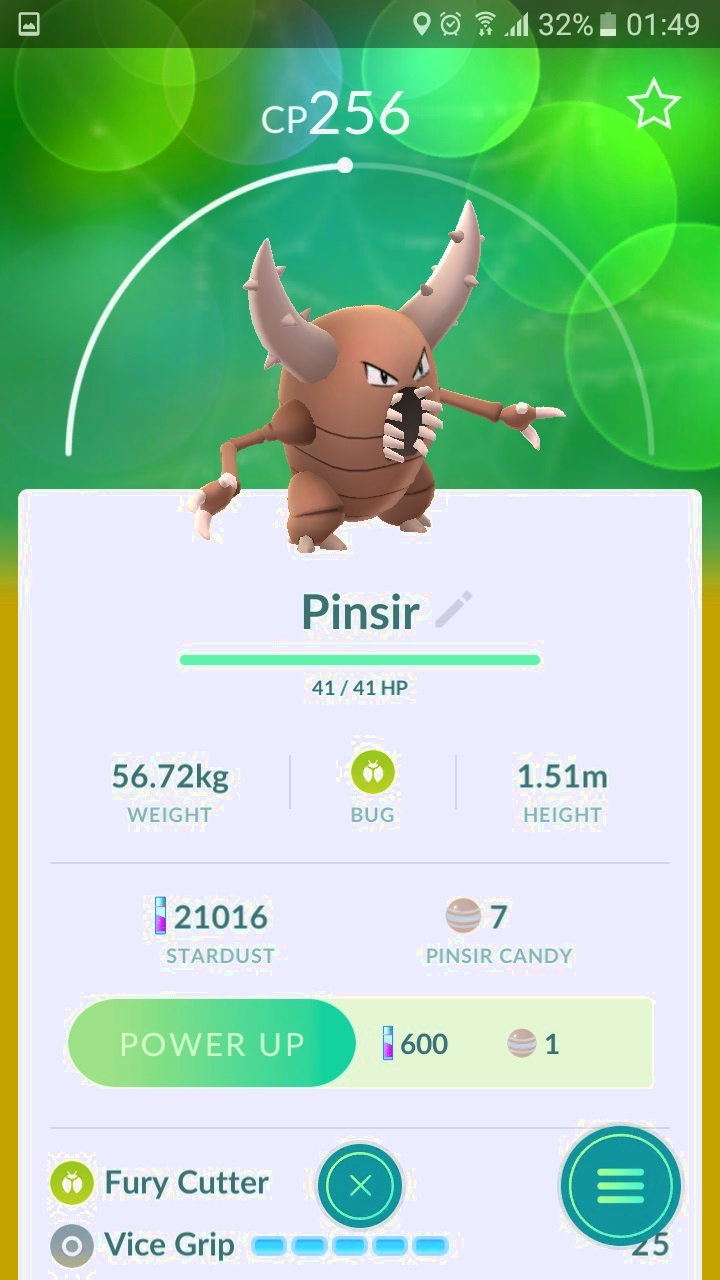 32% 01:49
CP256
Pinsir
41 / 41 HP
56.72kg 1.51m
WEIGHT BUG HEIGHT
21016 7
STARDUST PINSIR CANDY
POWER UP 600 1
Fury Cutter
Vice Grip 25